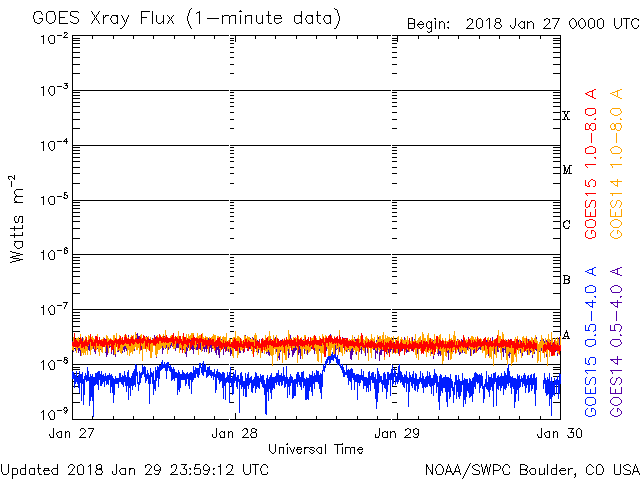 GOES Xray Flux (1-minute data)
Begin: 2018 Jan 27 0000 UTC
10⁻²
10⁻³
10⁻⁴
10⁻⁵
10⁻⁶
10⁻⁷
10⁻⁸
10⁻⁹
Watts m⁻²
X
M
C
B
A
GOES15 1.0-8.0 A
GOES14 1.0-8.0 A
GOES15 0.5-4.0 A
GOES14 0.5-4.0 A
Jan 27 Jan 28 Jan 29 Jan 30
Universal Time
Updated 2018 Jan 29 23:59:12 UTC
NOAA/SWPC Boulder, CO USA